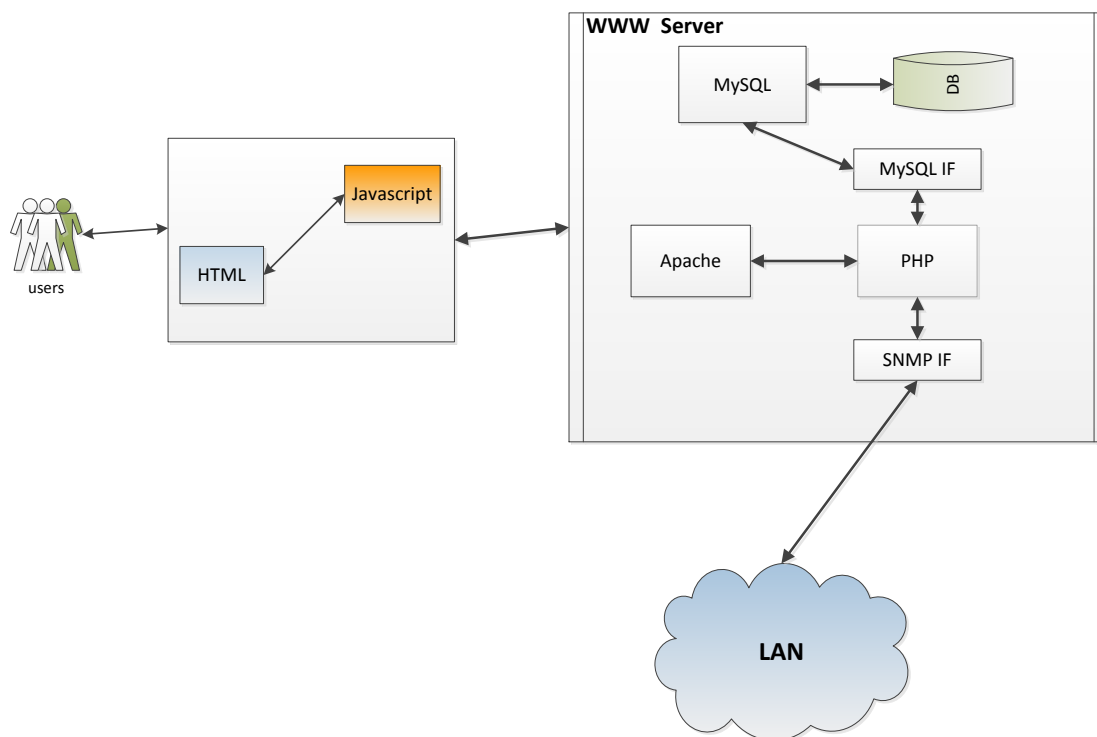 WWW Server
MySQL
DB
MySQL IF
Javascript
Apache
PHP
HTML
users
SNMP IF
LAN